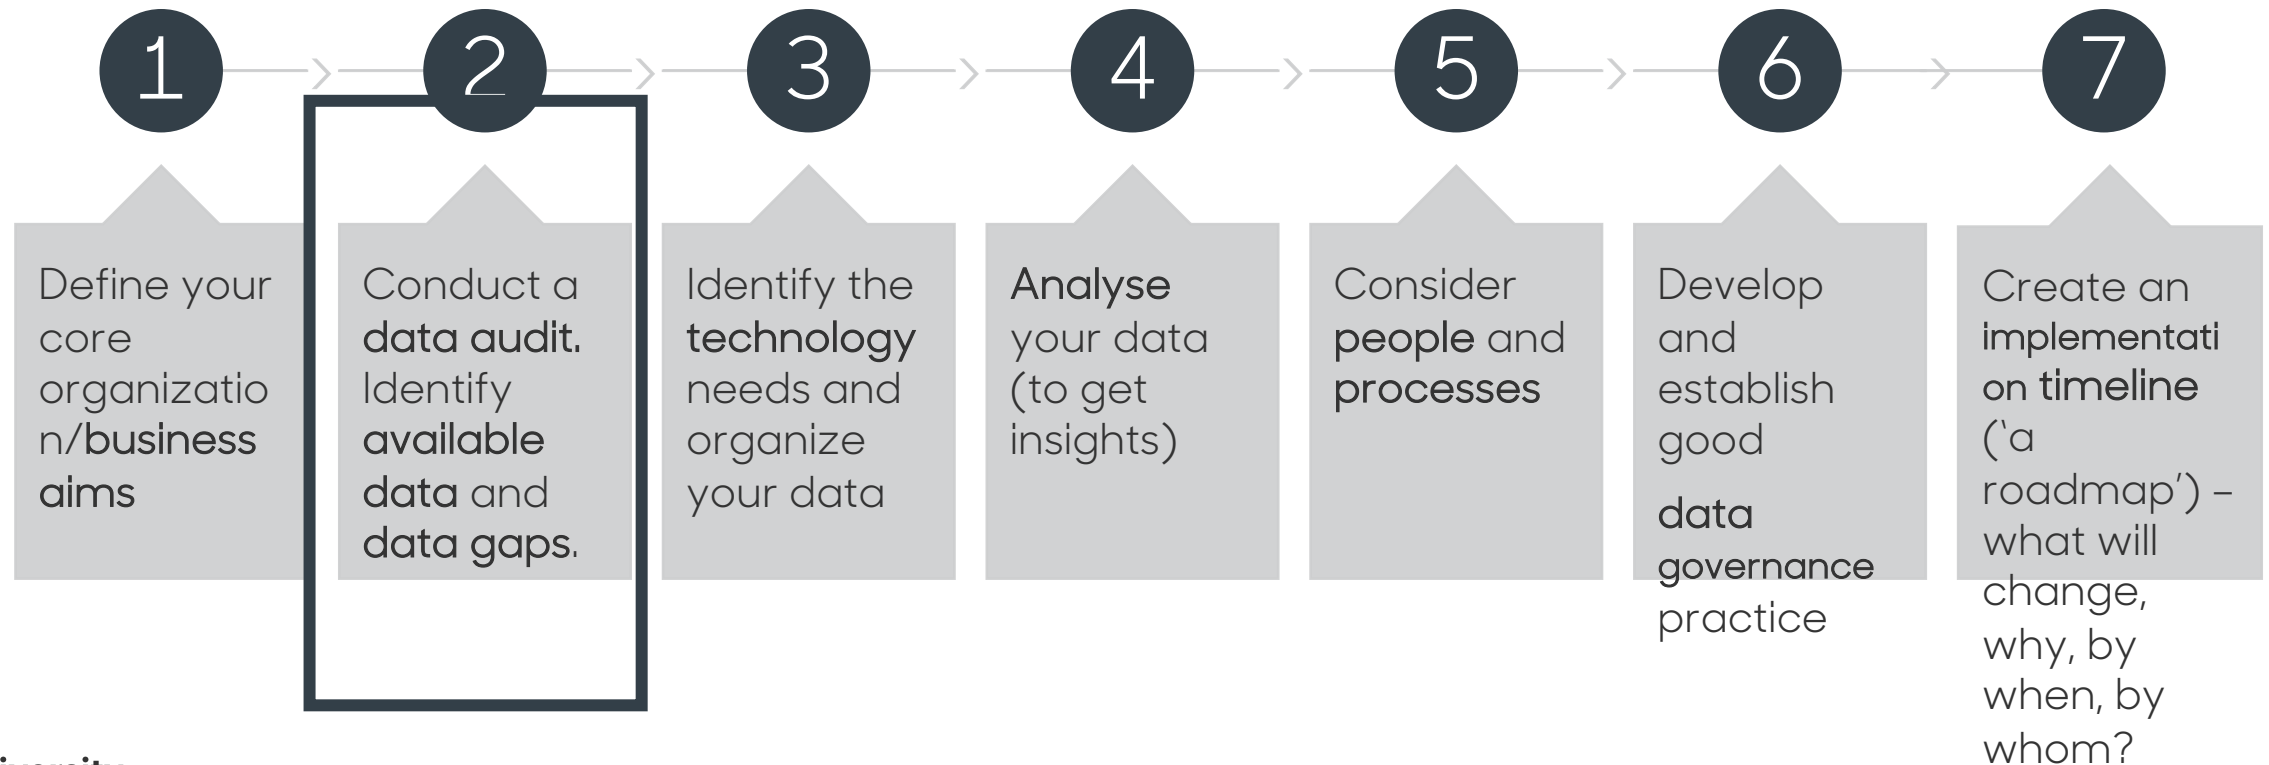 1
2
3
4
5
6
7
Define your
core
organizatio
n/business
aims
Conduct a
data audit.
Identify
available
data and
data gaps.
Identify the
technology
needs and
organize
your data
Analyse
your data
(to get
insights)
Consider
people and
processes
Develop
and
establish
good
data
governance
practice
Create an
implementati
on timeline
(‘a
roadmap’) –
what will
change,
why, by
when, by
whom?